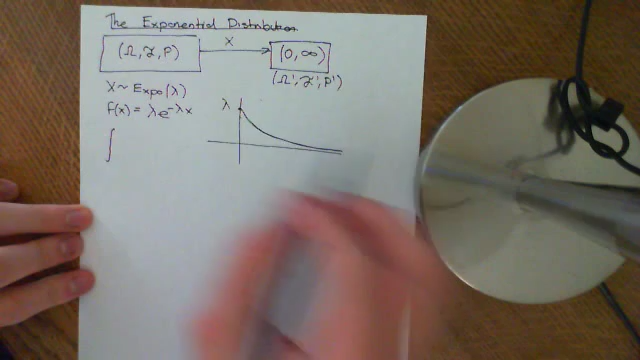 The Exponential Distribution
(Ω, F, P) X (0, ∞)
(Ω', F', P')
X ~ Expo(λ)
f(x) = λe^-λx
λ
∫